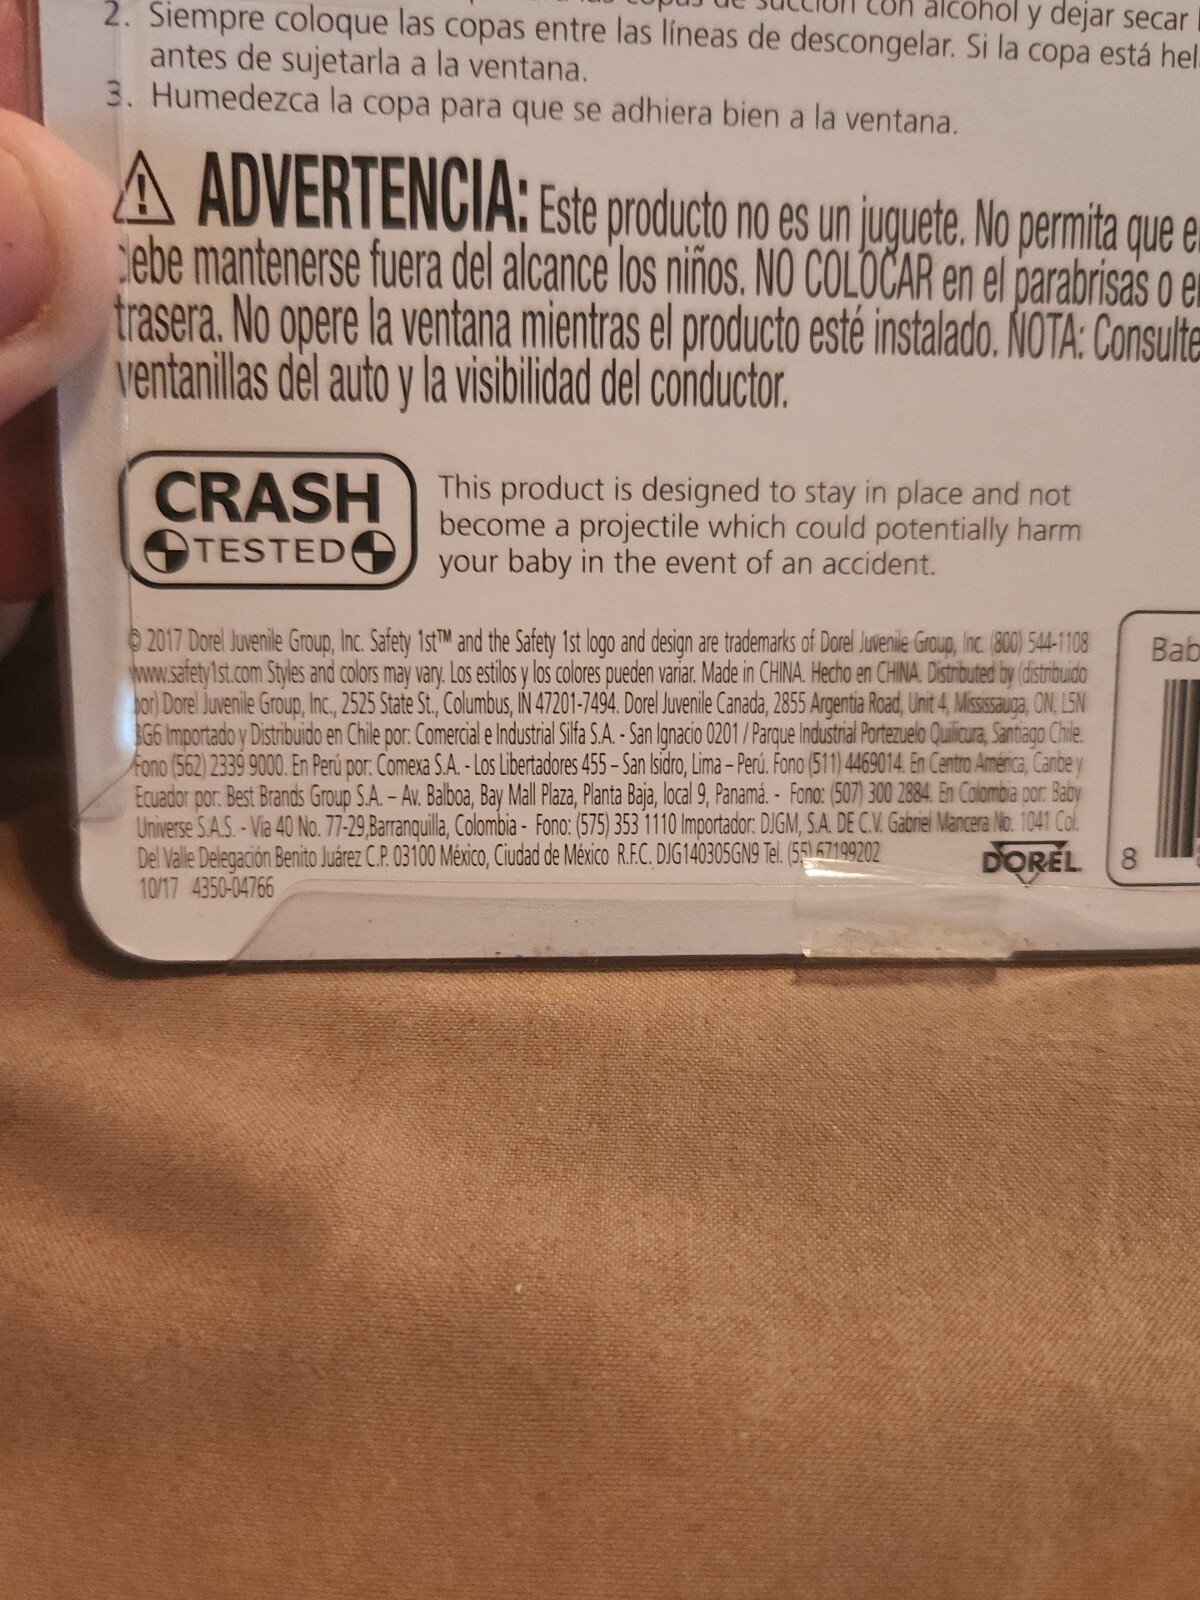 copas de succión con alcohol y dejar secar
2. Siempre coloque las copas entre las líneas de descongelar. Si la copa está
antes de sujetarla a la ventana.
3. Humedezca la copa para que se adhiera bien a la ventana.
ADVERTENCIA: Este producto no es un juguete. No permita que
debe mantenerse fuera del alcance los niños. NO COLOCAR en el parabrisas o
trasera. No opere la ventana mientras el producto esté instalado. NOTA: Consulte
ventanillas del auto y la visibilidad del conductor.
CRASH
TESTED
This product is designed to stay in place and not
become a projectile which could potentially harm
your baby in the event of an accident.
© 2017 Dorel Juvenile Group, Inc. Safety 1st™ and the Safety 1st logo and design are trademarks of Dorel Juvenile Group, Inc. (800) 544-1108
www.safety1st.com Styles and colors may vary. Los estilos y los colores pueden variar. Made in CHINA. Hecho en CHINA. Distributed by (distribuido
por) Dorel Juvenile Group, Inc., 2525 State St., Columbus, IN 47201-7494. Dorel Juvenile Canada, 2855 Argentia Road, Unit 4, Mississauga, ON, L5N
3G6 Importado y Distribuido en Chile por: Comercial e Industrial Silfa S.A. - San Ignacio 0201 / Parque Industrial Portezuelo Quilicura, Santiago Chile.
Fono (562) 2339 9000. En Perú por: Comexa S.A. - Los Libertadores 455 – San Isidro, Lima – Perú. Fono (511) 4469014. En Centro América, Caribe y
Ecuador por: Best Brands Group S.A. – Av. Balboa, Bay Mall Plaza, Planta Baja, local 9, Panamá. - Fono: (507) 300 2884. En Colombia por: Baby
Universe S.A.S. - Vía 40 No. 77-29,Barranquilla, Colombia - Fono: (575) 353 1110 Importador: DJGM, S.A. DE C.V. Gabriel Mancera No. 1041 Col.
Del Valle Delegación Benito Juárez C.P. 03100 México, Ciudad de México R.F.C. DJG140305GN9 Tel. (55) 67199202
10/17 4350-04766
DOREL
8